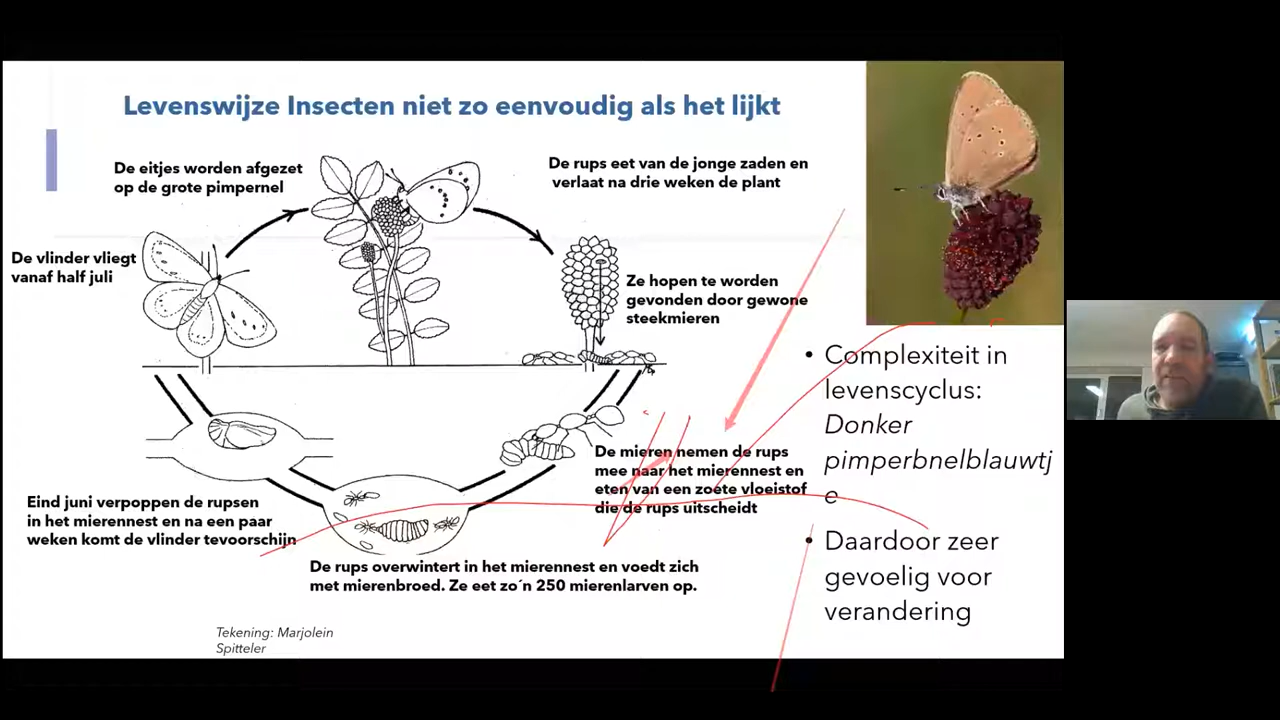 Levenswijze Insecten niet zo eenvoudig als het lijkt
De eitjes worden afgezet
op de grote pimpernel
De rups eet van de jonge zaden en
verlaat na drie weken de plant
De vlinder vliegt
vanaf half juli
Ze hopen te worden
gevonden door gewone
steekmieren
De mieren nemen de rups
mee naar het mierennest en
eten van een zoete vloeistof
die de rups uitscheidt
Eind juni verpoppen de rupsen
in het mierennest en na een paar
weken komt de vlinder tevoorschijn
De rups overwintert in het mierennest en voedt zich
met mierenbroed. Ze eet zo´n 250 mierenlarven op.
Tekening: Marjolein
Spitteler
• Complexiteit in
levenscyclus:
Donker
pimperbnelblauwtj
e
• Daardoor zeer
gevoelig voor
verandering